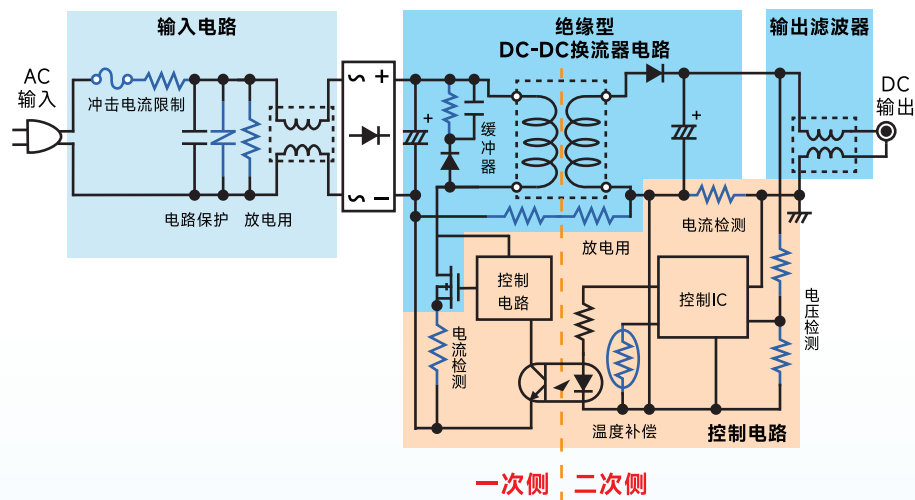 输入电路
绝缘型
DC-DC换流器电路
输出滤波器
AC
输入
冲击电流限制
电路保护
放电用
+
+
缓
冲
器
+
DC
输出
放电用
电流检测
控制
电路
控制IC
电
压
检
测
电
流
检
测
温度补偿
控制电路
一次侧
二次侧